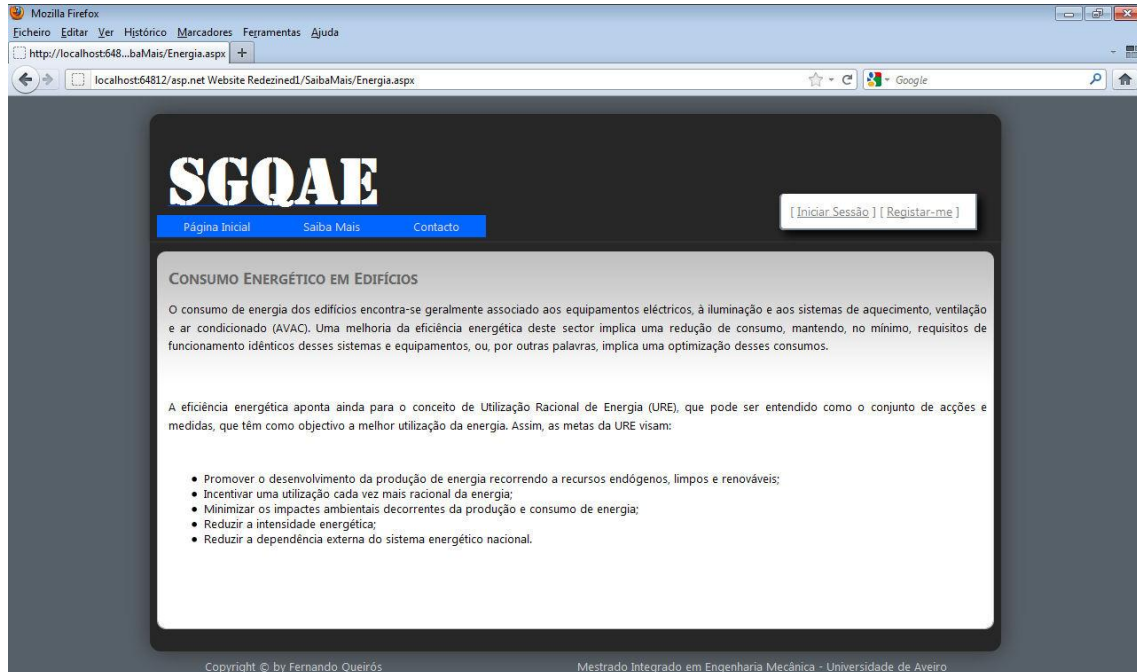 Mozilla Firefox
Ficheiro Editar Ver Histórico Marcadores Ferramentas Ajuda
http://localhost:648...baMais/Energia.aspx +
localhost:64812/asp.net Website Redezined1/SaibaMais/Energia.aspx Google
SGQAE
[ Iniciar Sessão ] [ Registar-me ]
Página Inicial Saiba Mais Contacto
Consumo Energético em Edifícios
O consumo de energia dos edifícios encontra-se geralmente associado aos equipamentos eléctricos, à iluminação e aos sistemas de aquecimento, ventilação
e ar condicionado (AVAC). Uma melhoria da eficiência energética deste sector implica uma redução de consumo, mantendo, no mínimo, requisitos de
funcionamento idênticos desses sistemas e equipamentos, ou, por outras palavras, implica uma optimização desses consumos.
A eficiência energética aponta ainda para o conceito de Utilização Racional de Energia (URE), que pode ser entendido como o conjunto de acções e
medidas, que têm como objectivo a melhor utilização da energia. Assim, as metas da URE visam:
• Promover o desenvolvimento da produção de energia recorrendo a recursos endógenos, limpos e renováveis;
• Incentivar uma utilização cada vez mais racional da energia;
• Minimizar os impactes ambientais decorrentes da produção e consumo de energia;
• Reduzir a intensidade energética;
• Reduzir a dependência externa do sistema energético nacional.
Copyright © by Fernando Queirós Mestrado Integrado em Engenharia Mecânica - Universidade de Aveiro